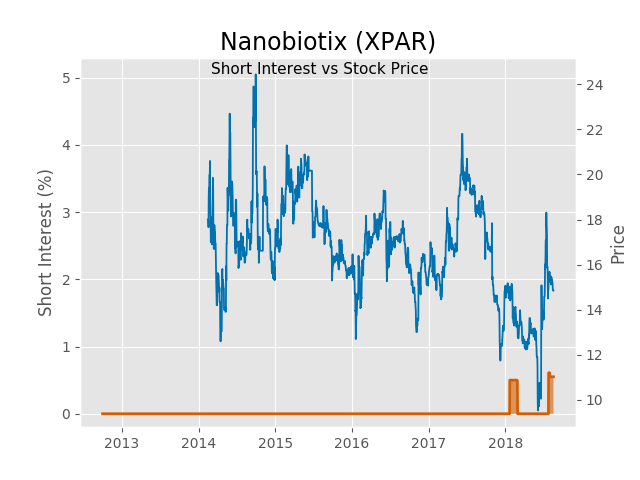 Nanobiotix (XPAR)
Short Interest vs Stock Price
Short Interest (%)
5
4
3
2
1
0
24
22
20
18
16
14
12
10
Price
2013 2014 2015 2016 2017 2018